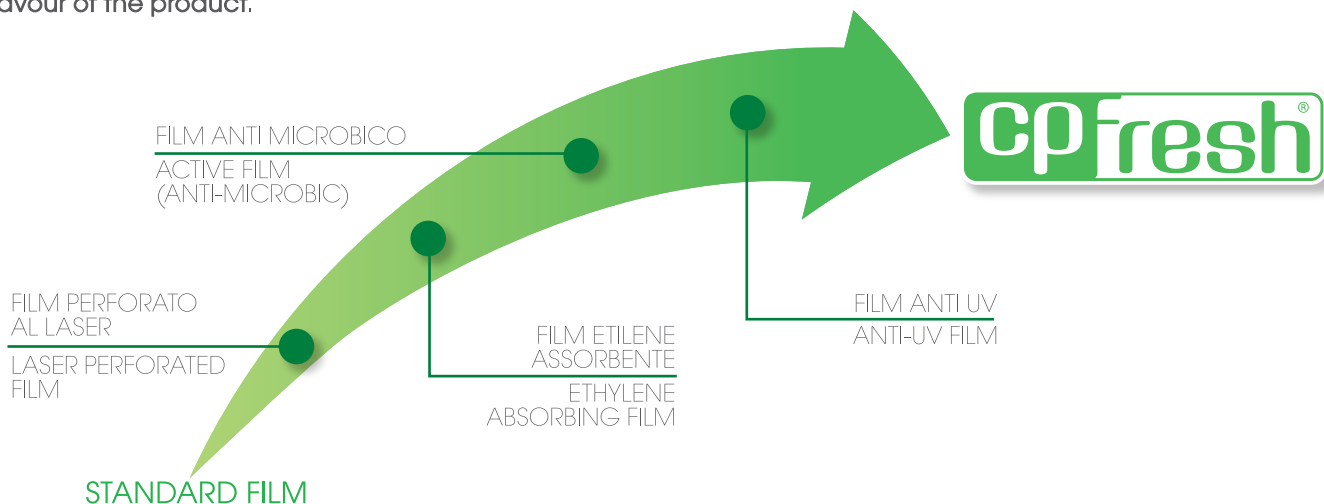 avour of the product.
FILM ANTI MICROBICO
ACTIVE FILM
(ANTI-MICROBIC)
cpfresh®
FILM PERFORATO
AL LASER
LASER PERFORATED
FILM
FILM ETILENE
ASSORBENTE
ETHYLENE
ABSORBING FILM
FILM ANTI UV
ANTI-UV FILM
STANDARD FILM